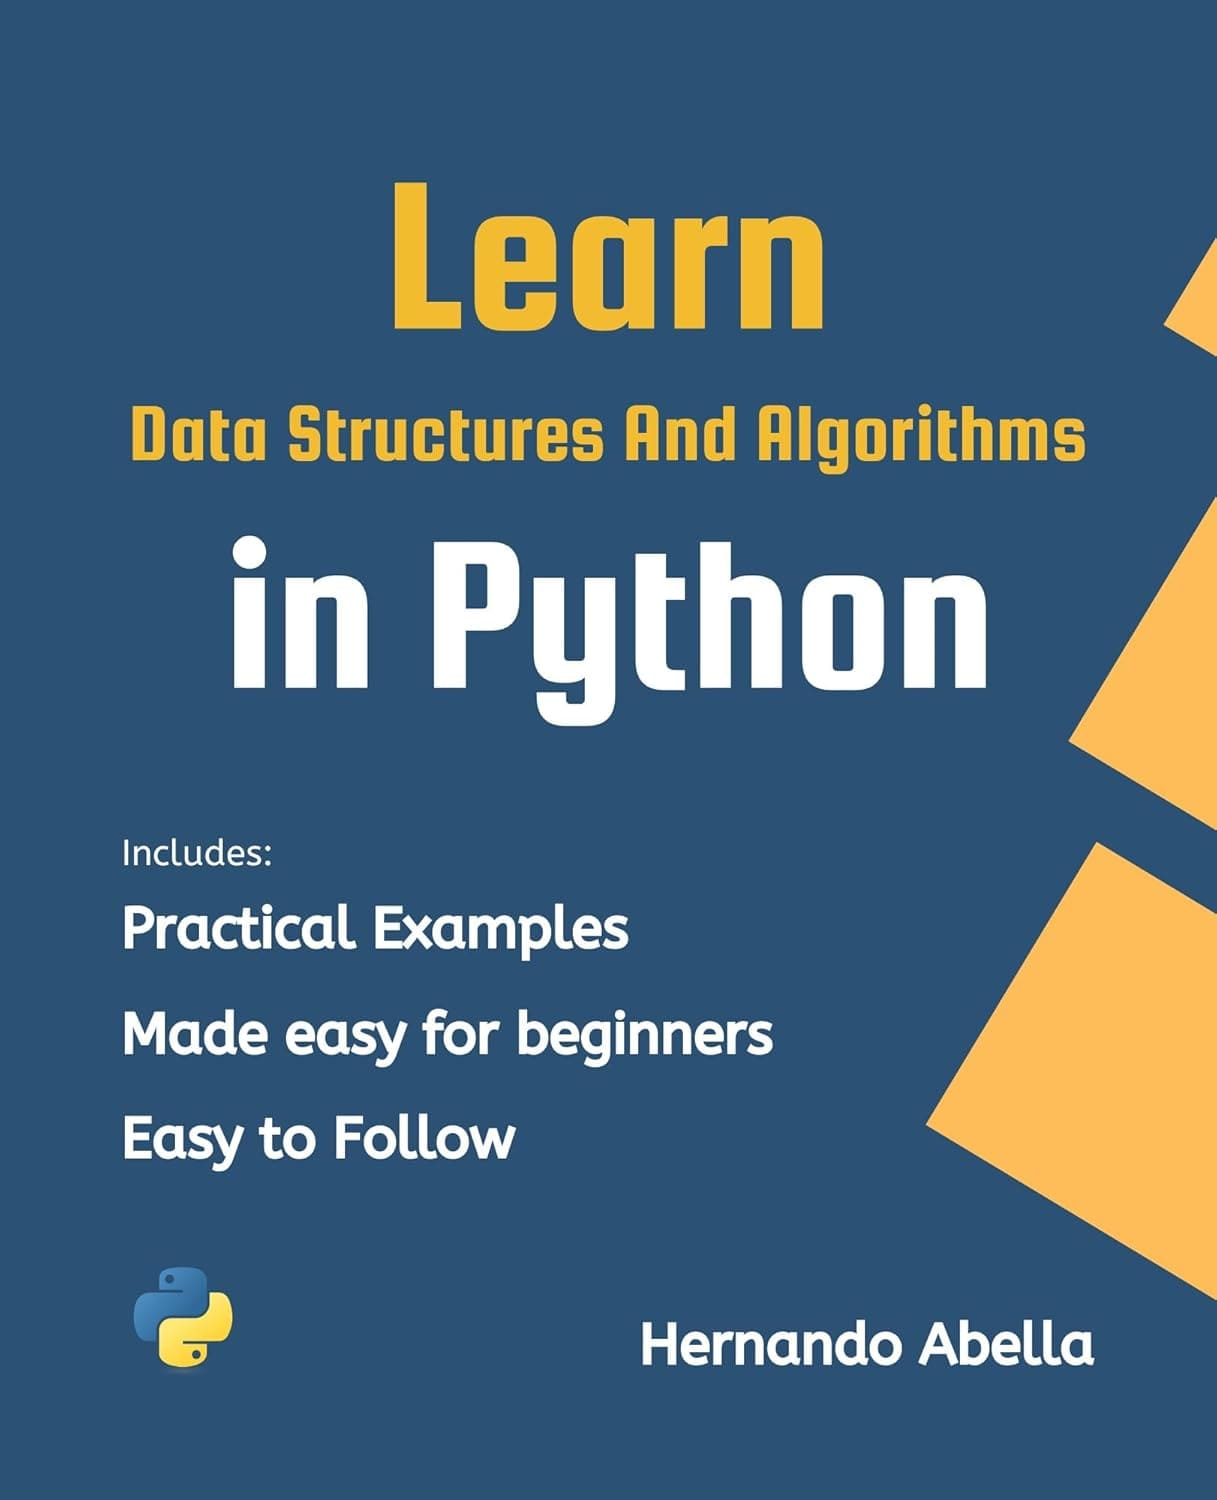 Learn
Data Structures And Algorithms
in Python
Includes:
Practical Examples
Made easy for beginners
Easy to Follow
Hernando Abella